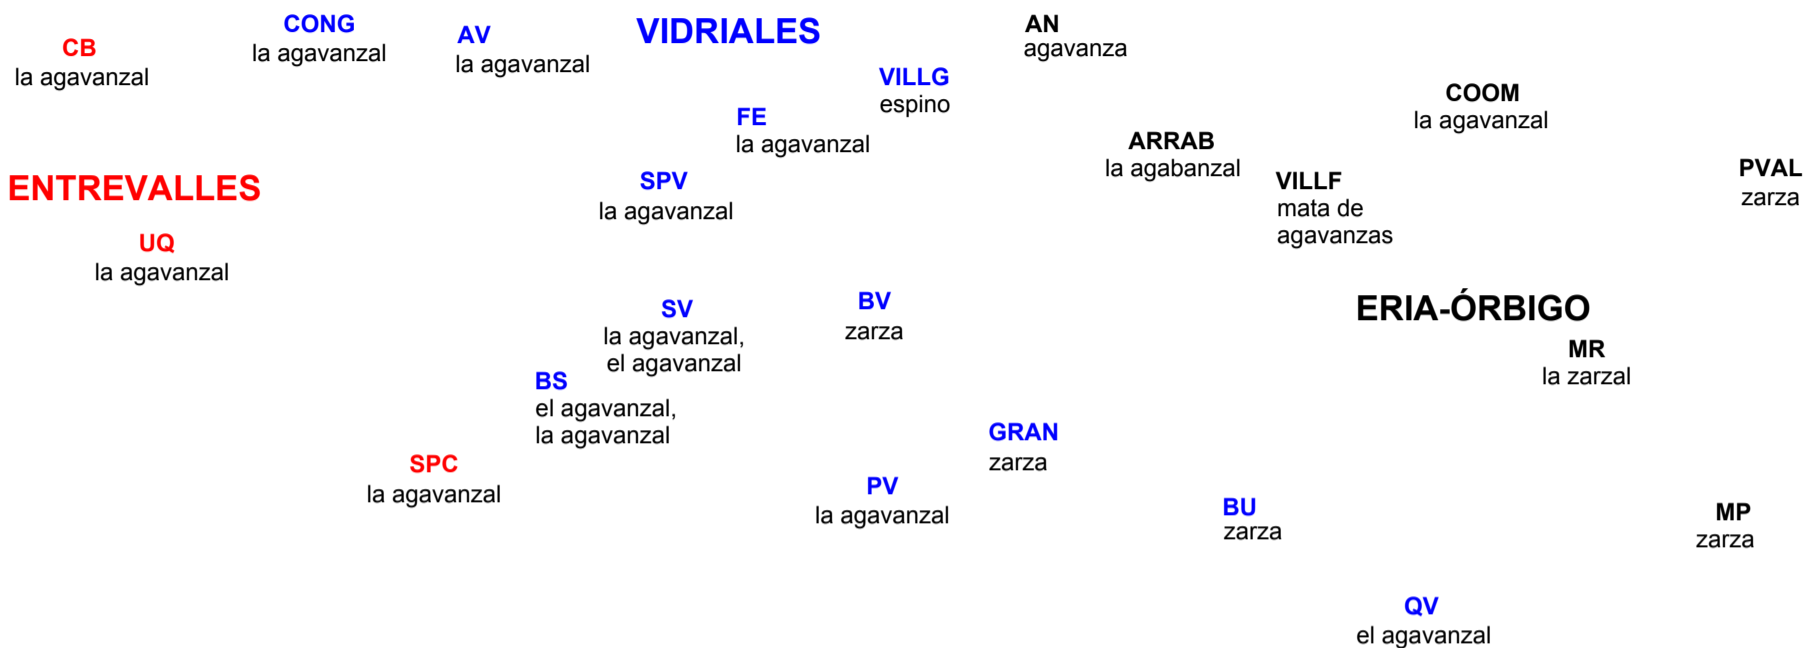 CB
la agavanzal
CONG
la agavanzal
AV
la agavanzal
VIDRIALES
VILLG
espino
AN
agavanza
FE
la agavanzal
COOM
la agavanzal
ARRAB
la agabanzal
PVAL
zarza
ENTREVALLES
SPV
la agavanzal
VILLF
mata de
agavanzas
UQ
la agavanzal
SV
la agavanzal,
el agavanzal
BV
zarza
ERIA-ÓRBIGO
MR
la zarzal
BS
el agavanzal,
la agavanzal
GRAN
zarza
SPC
la agavanzal
PV
la agavanzal
BU
zarza
MP
zarza
QV
el agavanzal